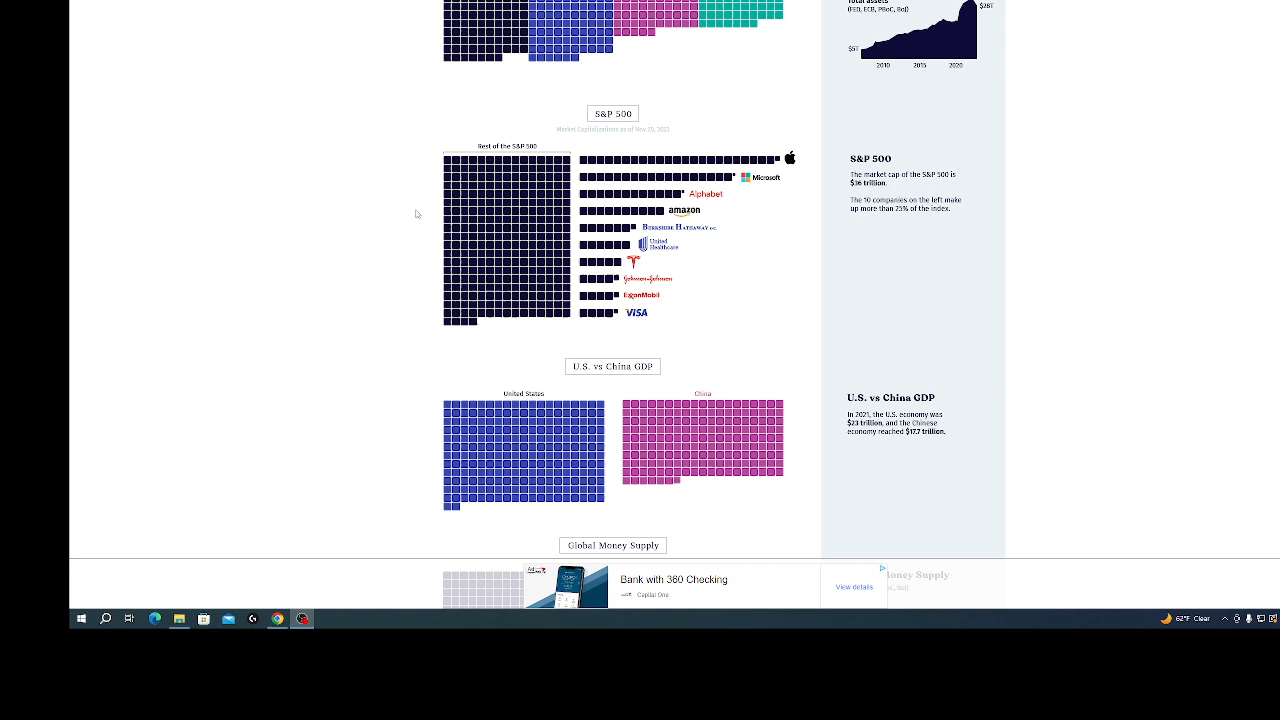 Total assets
(FED, ECB, PBoC, BoJ)
$28T
$5T
2010 2015 2020
S&P 500
Market Capitalizations as of Nov 20, 2022
Rest of the S&P 500
Microsoft
Alphabet
amazon
BERKSHIRE HATHAWAY INC.
United
Healthcare
Johnson&Johnson
ExxonMobil
VISA
S&P 500
The market cap of the S&P 500 is
$36 trillion.
The 10 companies on the left make
up more than 25% of the index.
U.S. vs China GDP
United States
China
U.S. vs China GDP
In 2021, the U.S. economy was
$23 trillion, and the Chinese
economy reached $17.7 trillion.
Global Money Supply
Money Supply
Ad
Bank with 360 Checking
Capital One
View details
62°F Clear